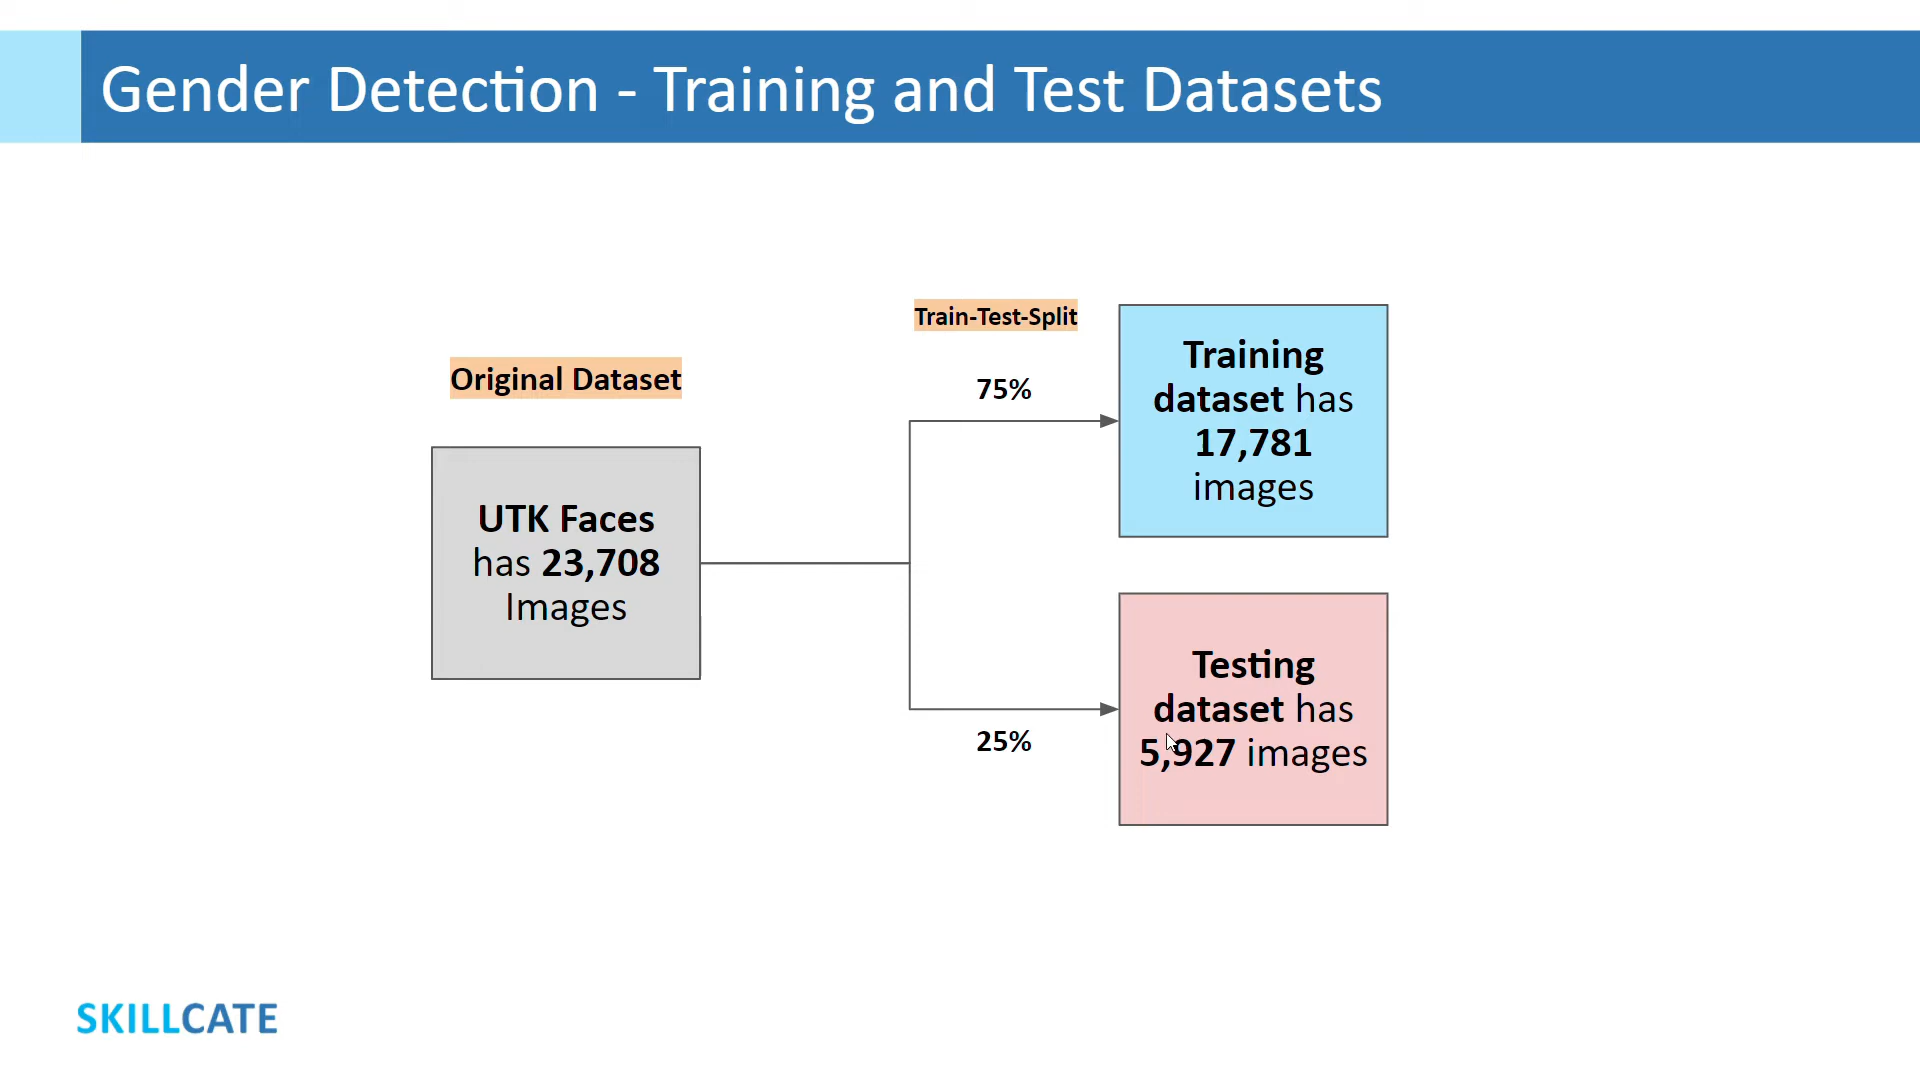 Gender Detection - Training and Test Datasets
Original Dataset
UTK Faces
has 23,708
Images
Train-Test-Split
75%
Training
dataset has
17,781
images
25%
Testing
dataset has
5,927 images
SKILLCATE